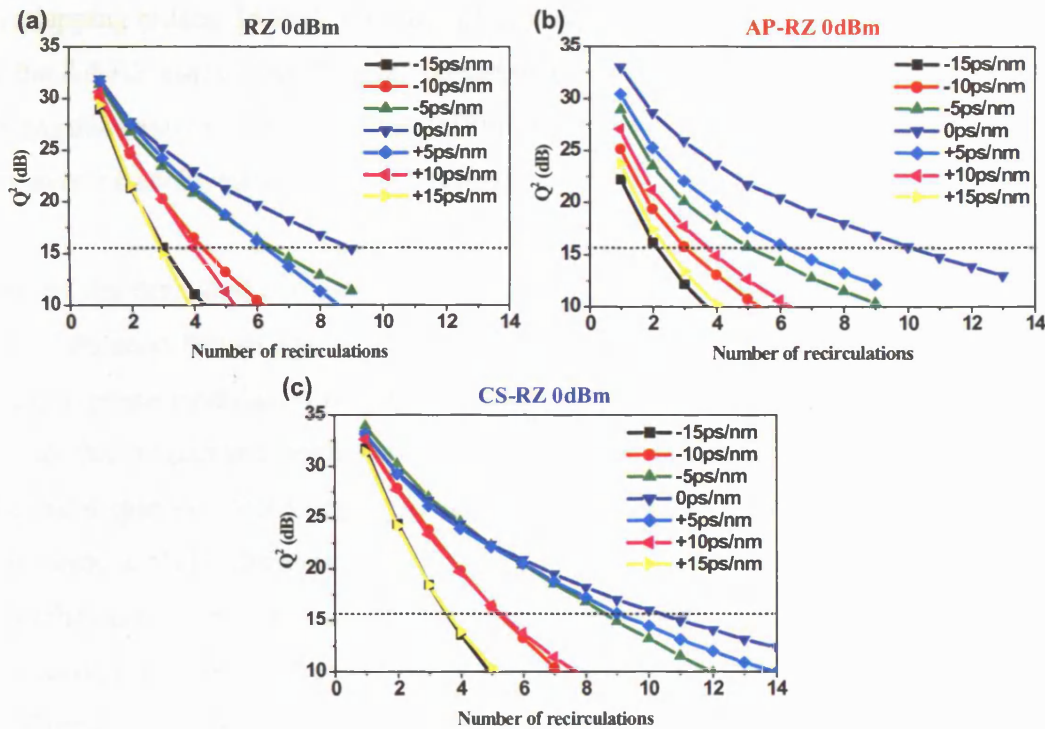 (a)
RZ 0dBm
35
30
25
20
15
10
Q² (dB)
-15ps/nm
-10ps/nm
-5ps/nm
0ps/nm
+5ps/nm
+10ps/nm
+15ps/nm
0 2 4 6 8 10 12 14
Number of recirculations
(b)
AP-RZ 0dBm
35
30
25
20
15
10
Q² (dB)
-15ps/nm
-10ps/nm
-5ps/nm
0ps/nm
+5ps/nm
+10ps/nm
+15ps/nm
0 2 4 6 8 10 12 14
Number of recirculations
(c)
CS-RZ 0dBm
35
30
25
20
15
10
Q² (dB)
-15ps/nm
-10ps/nm
-5ps/nm
0ps/nm
+5ps/nm
+10ps/nm
+15ps/nm
0 2 4 6 8 10 12 14
Number of recirculations